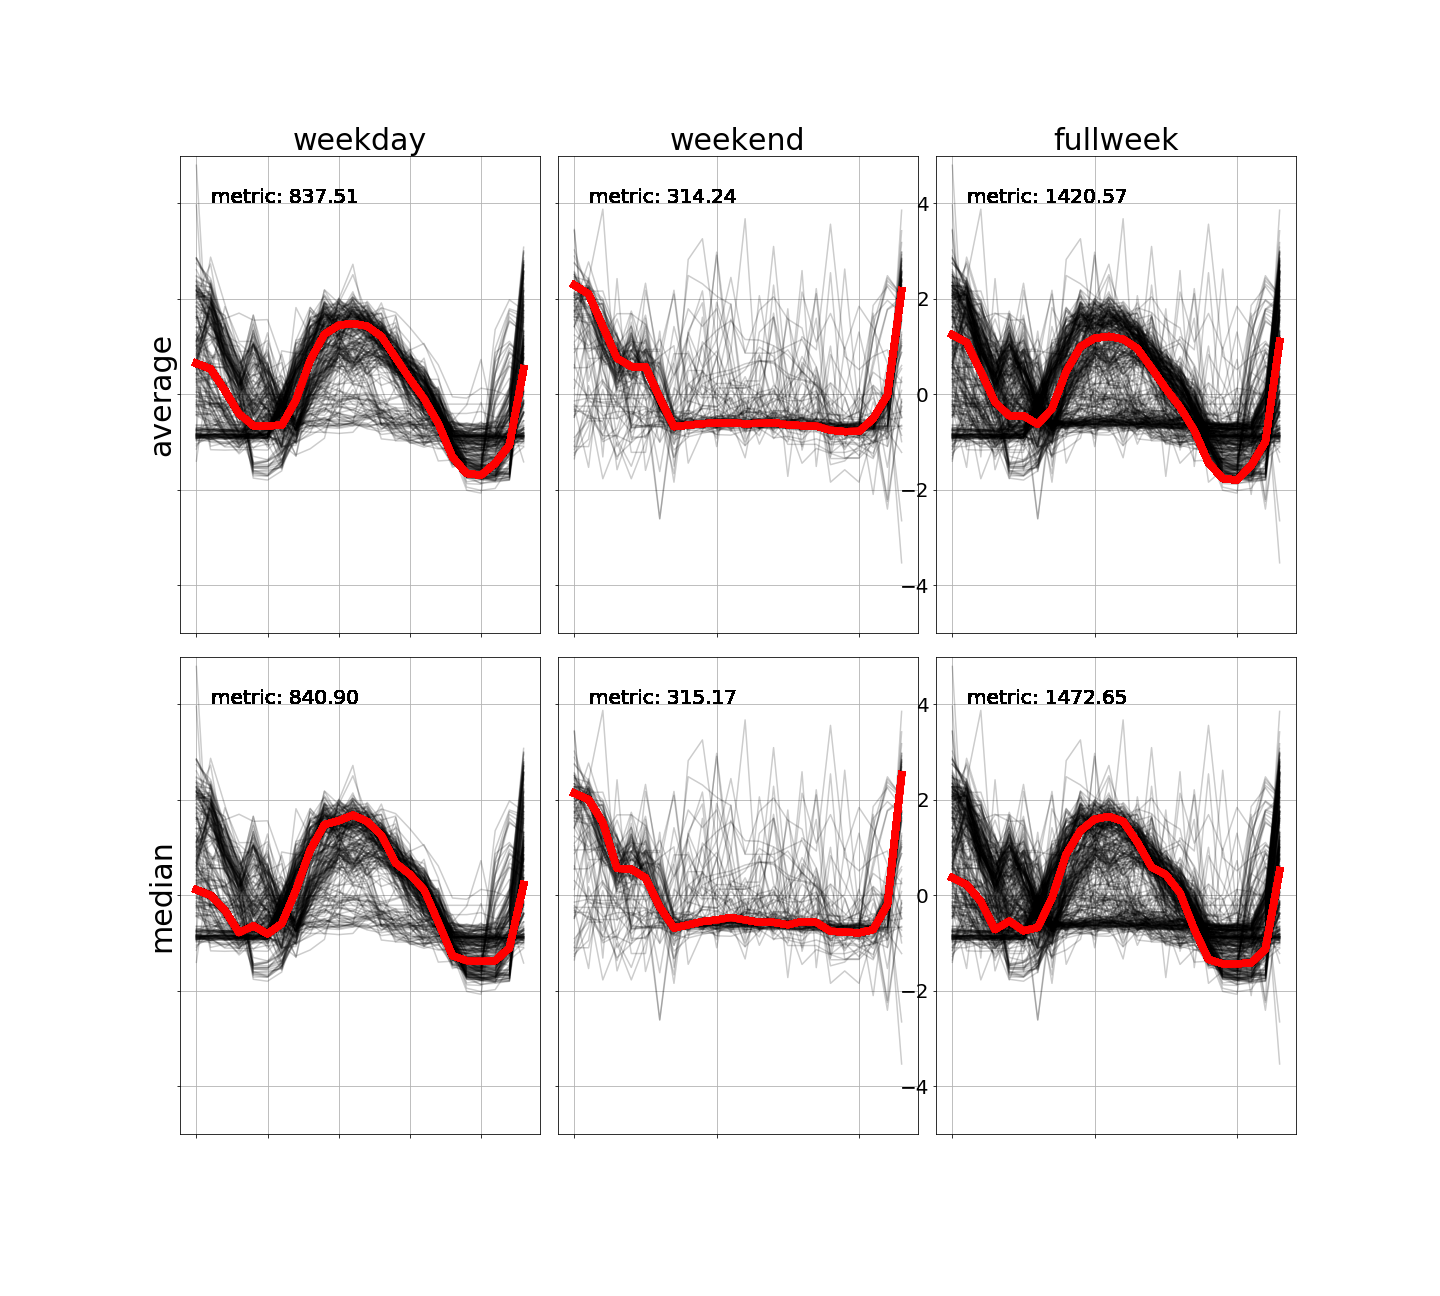 weekday weekend fullweek
metric: 837.51 metric: 314.24 metric: 1420.57
4
2
average
0
−2
−4
metric: 840.90 metric: 315.17 metric: 1472.65
4
2
median
0
−2
−4